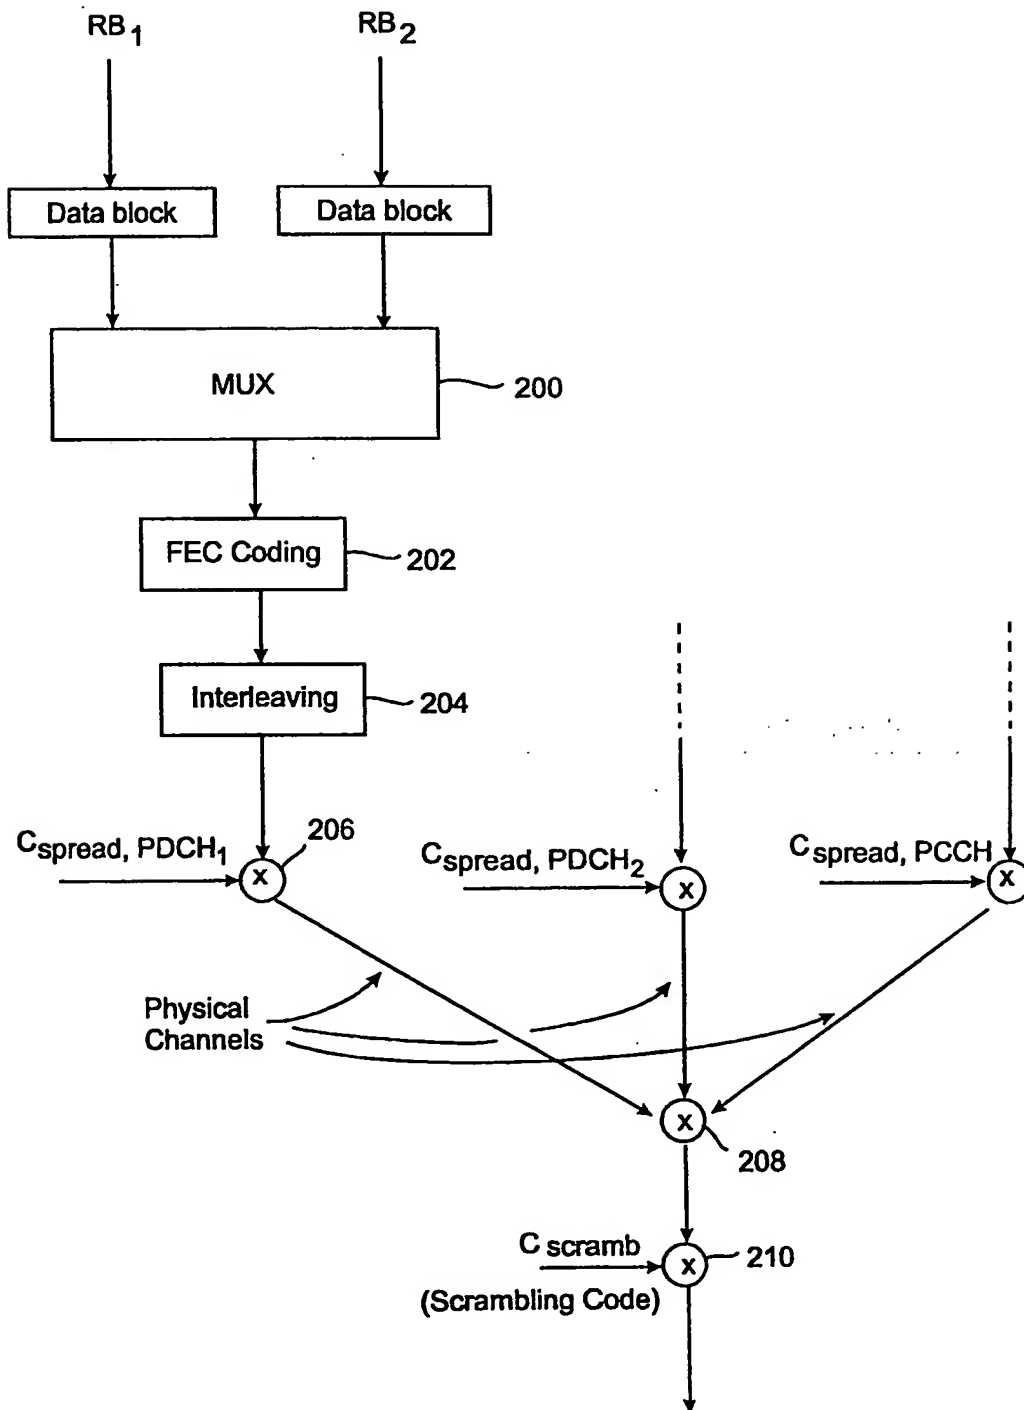 RB1
RB2
Data block
Data block
MUX
200
FEC Coding
202
Interleaving
204
Cspread, PDCH1
206
Cspread, PDCH2
Cspread, PCCH
x
x
x
Physical
Channels
x
208
C scramb
x
210
(Scrambling Code)